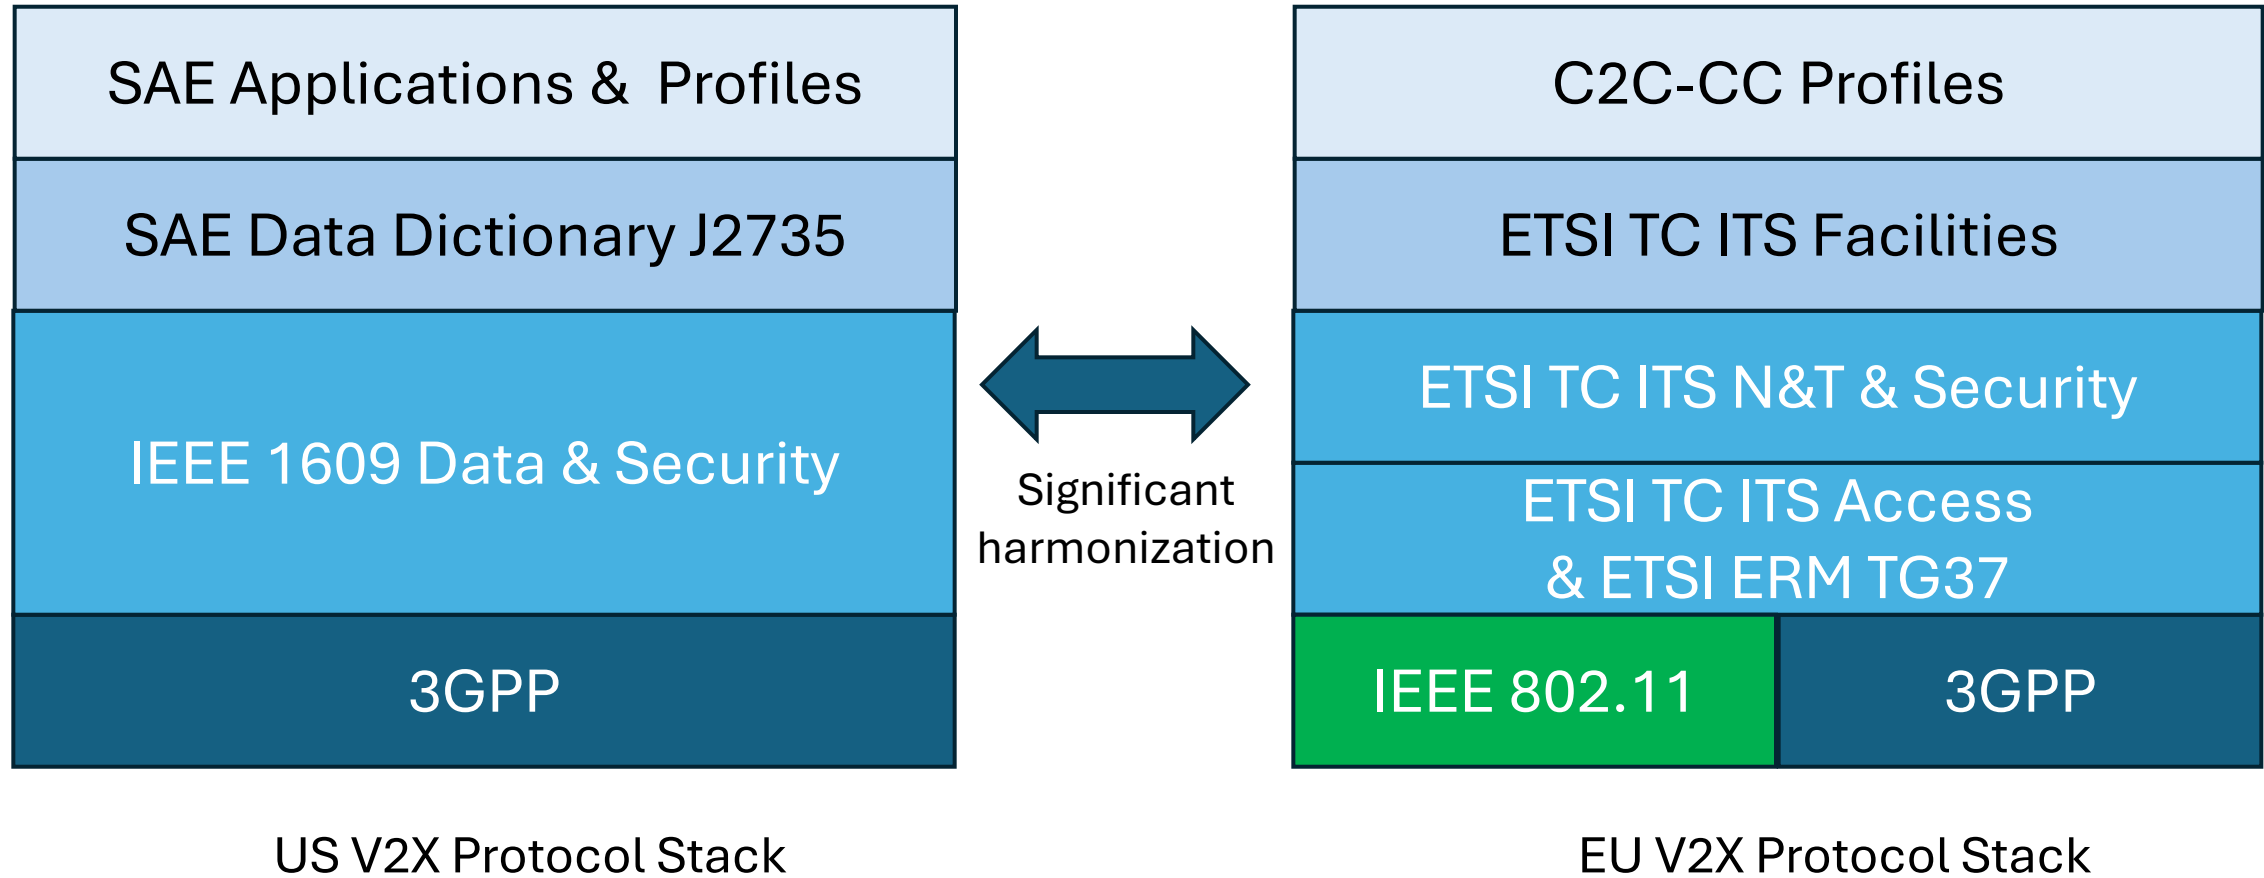 SAE Applications & Profiles
SAE Data Dictionary J2735
IEEE 1609 Data & Security
3GPP
US V2X Protocol Stack
Significant
harmonization
C2C-CC Profiles
ETSI TC ITS Facilities
ETSI TC ITS N&T & Security
ETSI TC ITS Access
& ETSI ERM TG37
IEEE 802.11
3GPP
EU V2X Protocol Stack